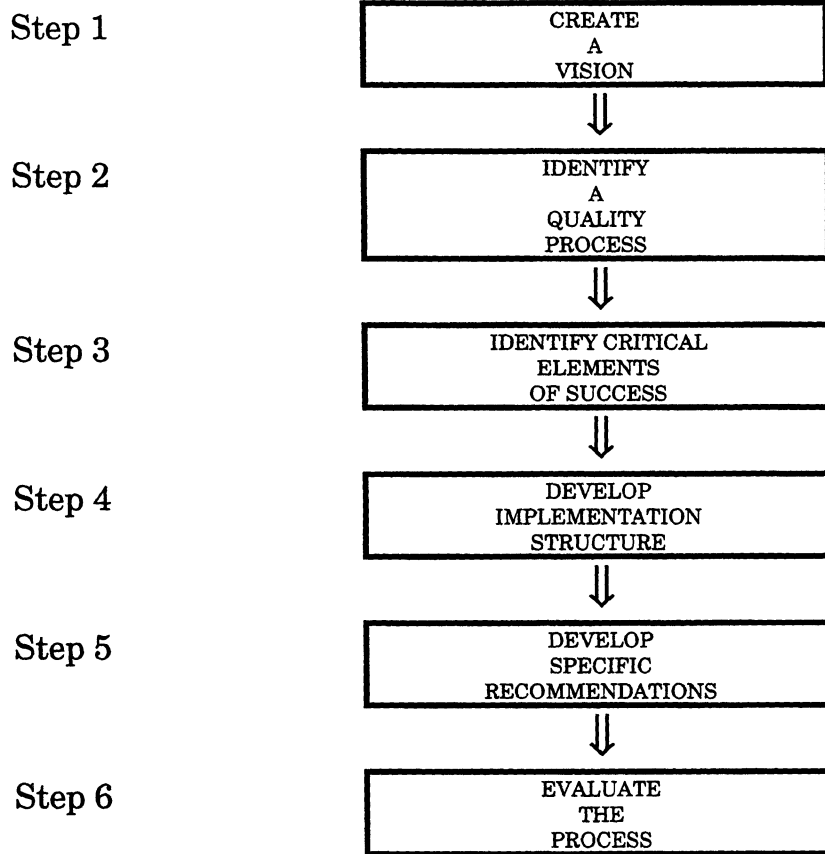 Step 1
CREATE
A
VISION
Step 2
IDENTIFY
A
QUALITY
PROCESS
Step 3
IDENTIFY CRITICAL
ELEMENTS
OF SUCCESS
Step 4
DEVELOP
IMPLEMENTATION
STRUCTURE
Step 5
DEVELOP
SPECIFIC
RECOMMENDATIONS
Step 6
EVALUATE
THE
PROCESS